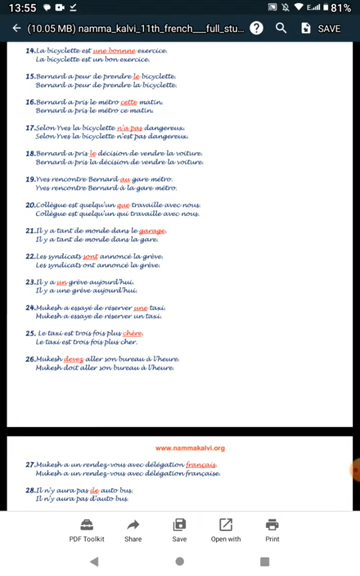 13:55
81%
(10.05 MB) namma_kalvi_11th_french___full_stu…
SAVE
14.La bicyclette est une bonnne exercice.
La bicyclette est un bon exercice.
15.Bernard a peur de prendre le bicyclette.
Bernard a peur de prendre la bicyclette.
16.Bernard a pris le métro cette matin.
Bernard a pris le métro ce matin.
17.Selon Yves la bicyclette n'a pas dangereux.
Selon Yves la bicyclette n'est pas dangereux.
18.Bernard a pris le décision de vendre la voiture.
Bernard a pris la décision de vendre la voiture.
19.Yves rencontre Bernard au gare métro.
Yves rencontre Bernard à la gare métro.
20.Collègue est quelqu'un que travaille avec nous.
Collègue est quelqu'un qui travaille avec nous.
21.Il y a tant de monde dans le garage.
Il y a tant de monde dans la gare.
22.Les syndicats sont annoncé la grève.
Les syndicats ont annoncé la grève.
23.Il y a un grève aujourd'hui.
Il y a une grève aujourd'hui.
24.Mukesh a essayé de réserver une taxi.
Mukesh a essayé de réserver un taxi.
25. Le taxi est trois fois plus chère.
Le taxi est trois fois plus cher.
26.Mukesh devez aller son bureau à l'heure.
Mukesh doit aller son bureau à l'heure.
www.nammakalvi.org
27.Mukesh a un rendez-vous avec délégation français.
Mukesh a un rendez-vous avec délégation française.
28.Il n'y aura pas de auto bus.
Il n'y aura pas d'auto bus.
PDF Toolkit
Share
Save
Open with
Print